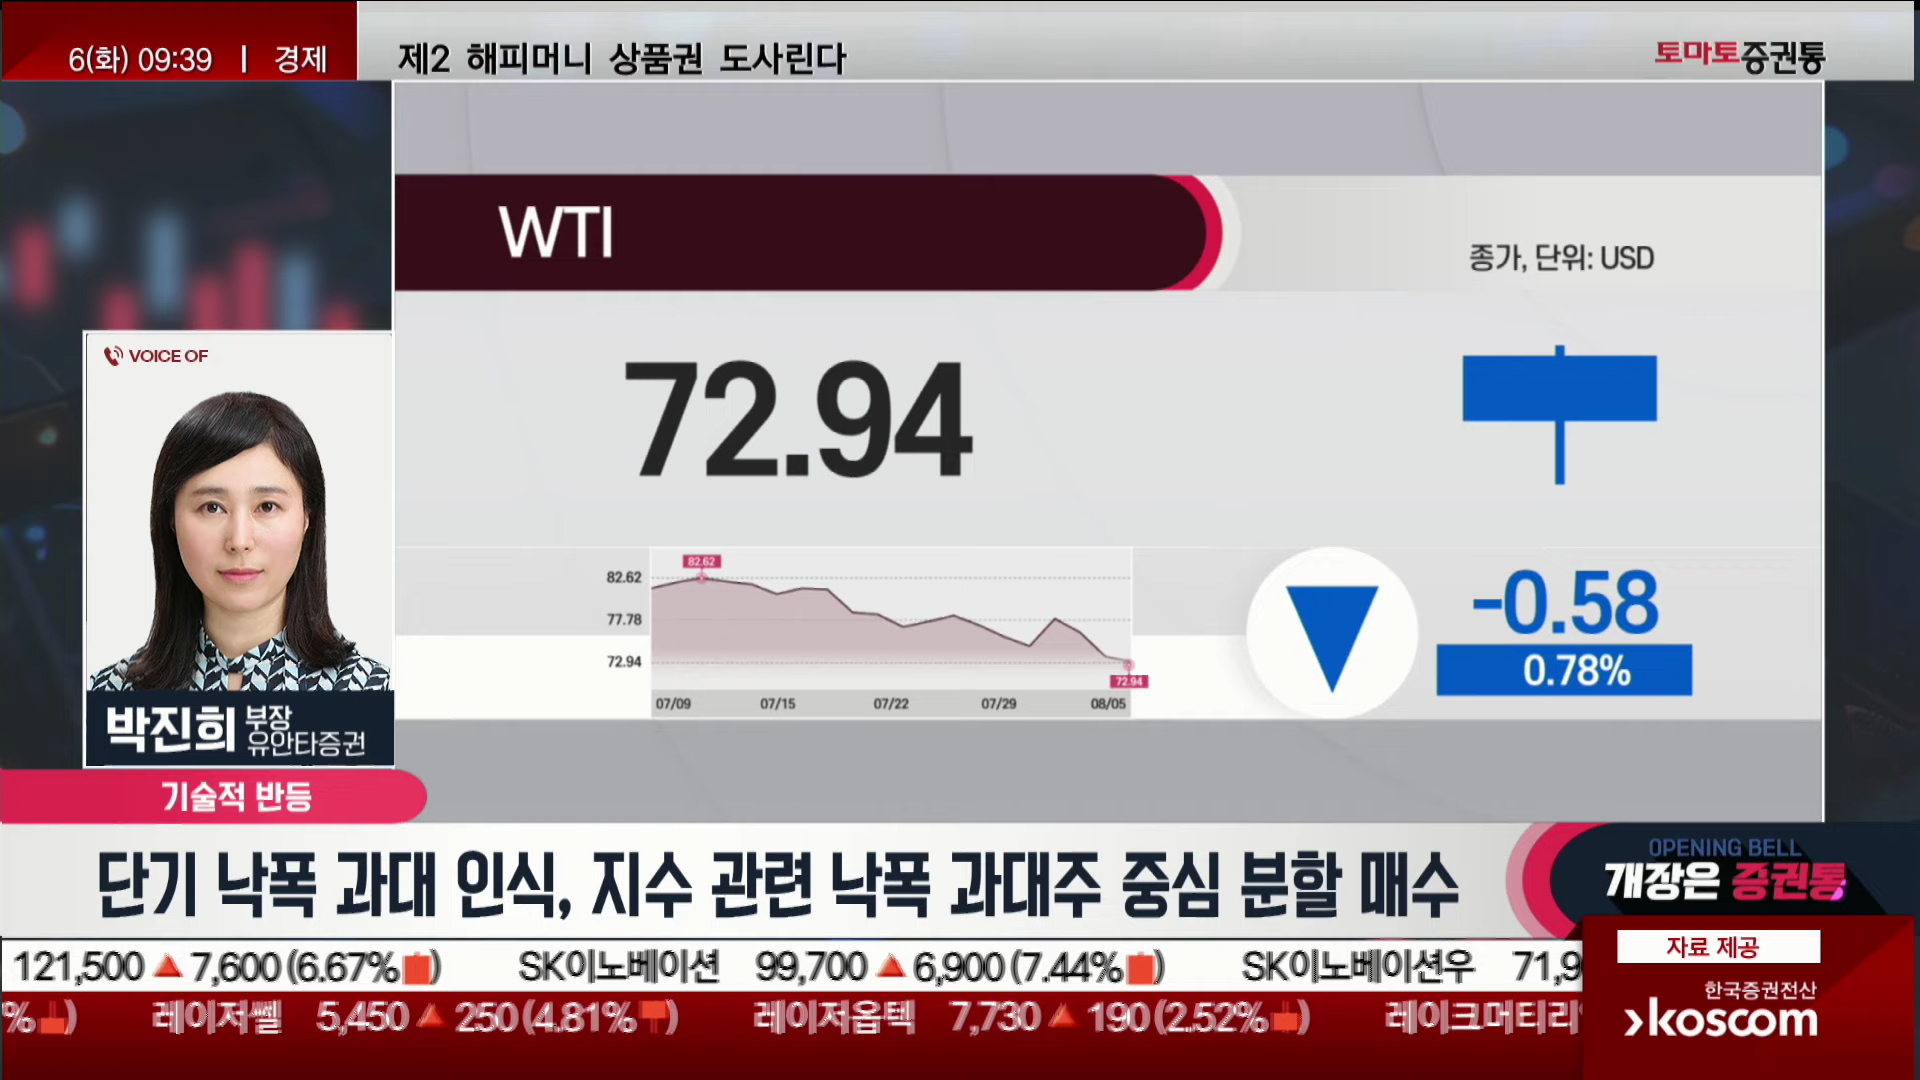 6(화) 09:39 | 경제
제2 해피머니 상품권 도사린다
토마토증권통
WTI
종가, 단위: USD
72.94
82.62
82.62
77.78
72.94
72.94
07/09 07/15 07/22 07/29 08/05
-0.58
0.78%
VOICE OF
박진희 부장
유안타증권
기술적 반등
단기 낙폭 과대 인식, 지수 관련 낙폭 과대주 중심 분할 매수
OPENING BELL
개장은 증권통
121,500 ▲ 7,600 (6.67% ) SK이노베이션 99,700 ▲ 6,900 (7.44% ) SK이노베이션우 71,9
% ) 레이저쎌 5,450 ▲ 250 (4.81% ) 레이저옵텍 7,730 ▲ 190 (2.52% ) 레이크머티리
자료 제공
한국증권전산
koscom